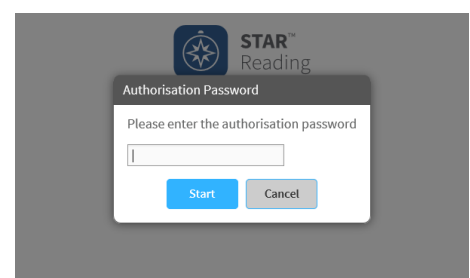 STAR™
Reading
Authorisation Password
Please enter the authorisation password
Start Cancel